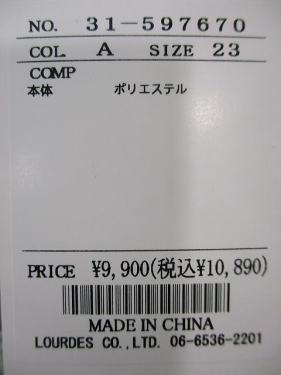 NO. 31-597670
COL. A SIZE 23
COMP
本体 ポリエステル
PRICE ¥9,900(税込¥10,890)
MADE IN CHINA
LOURDES CO.,LTD. 06-6536-2201